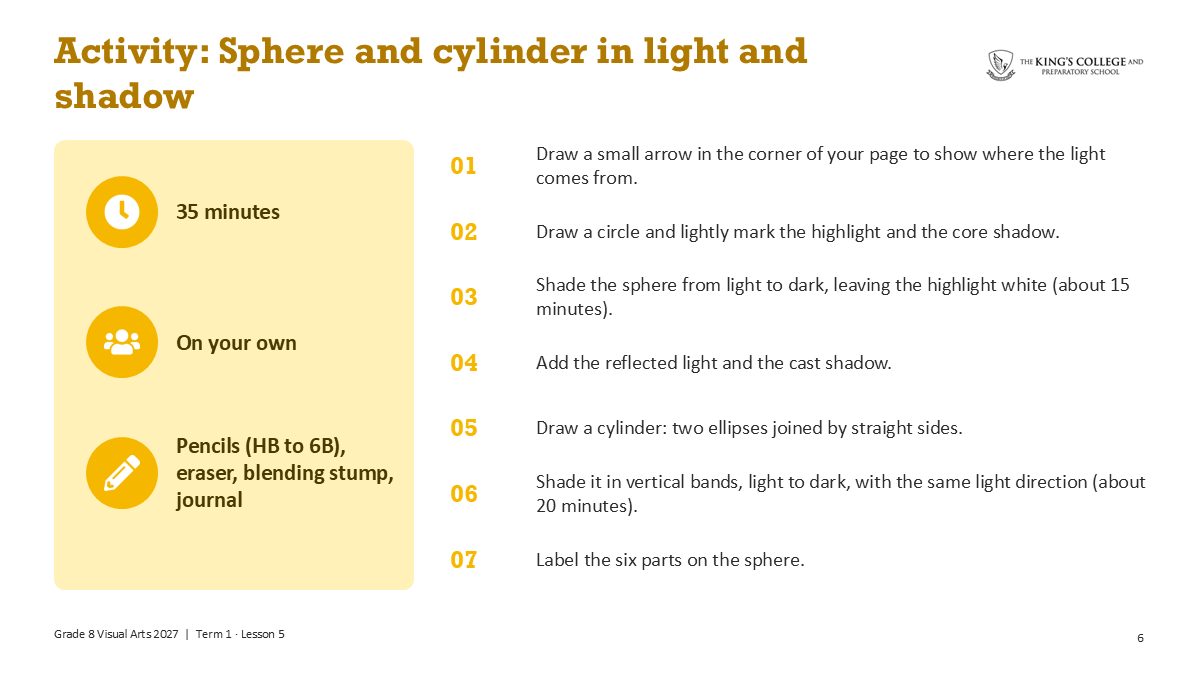 Activity: Sphere and cylinder in light and
shadow
THE KING'S COLLEGE AND
PREPARATORY SCHOOL
35 minutes
On your own
Pencils (HB to 6B),
eraser, blending stump,
journal
01
Draw a small arrow in the corner of your page to show where the light
comes from.
02
Draw a circle and lightly mark the highlight and the core shadow.
03
Shade the sphere from light to dark, leaving the highlight white (about 15
minutes).
04
Add the reflected light and the cast shadow.
05
Draw a cylinder: two ellipses joined by straight sides.
06
Shade it in vertical bands, light to dark, with the same light direction (about
20 minutes).
07
Label the six parts on the sphere.
Grade 8 Visual Arts 2027 | Term 1 · Lesson 5
6